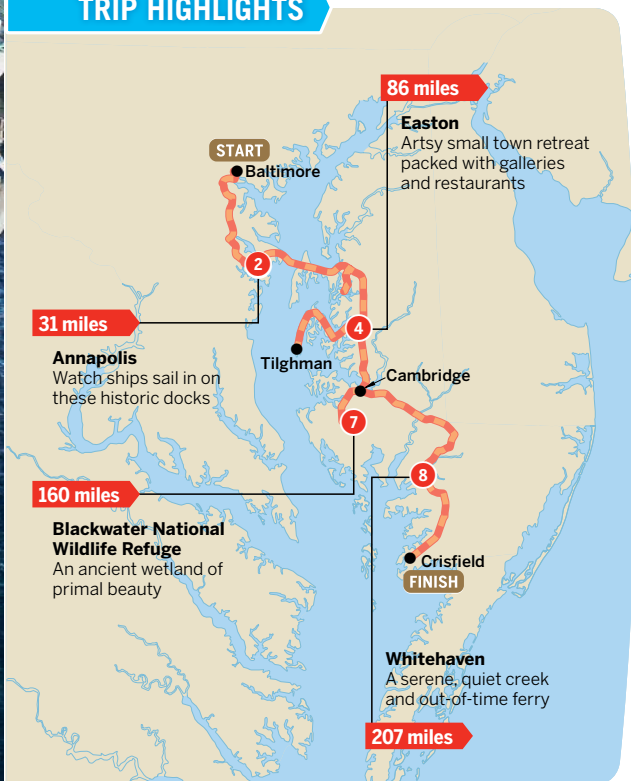 TRIP HIGHLIGHTS
86 miles
Easton
Artsy small town retreat
packed with galleries
and restaurants
START
Baltimore
2
31 miles
Annapolis
Watch ships sail in on
these historic docks
4
Tilghman
Cambridge
7
8
160 miles
Blackwater National
Wildlife Refuge
An ancient wetland of
primal beauty
Crisfield
FINISH
Whitehaven
A serene, quiet creek
and out-of-time ferry
207 miles